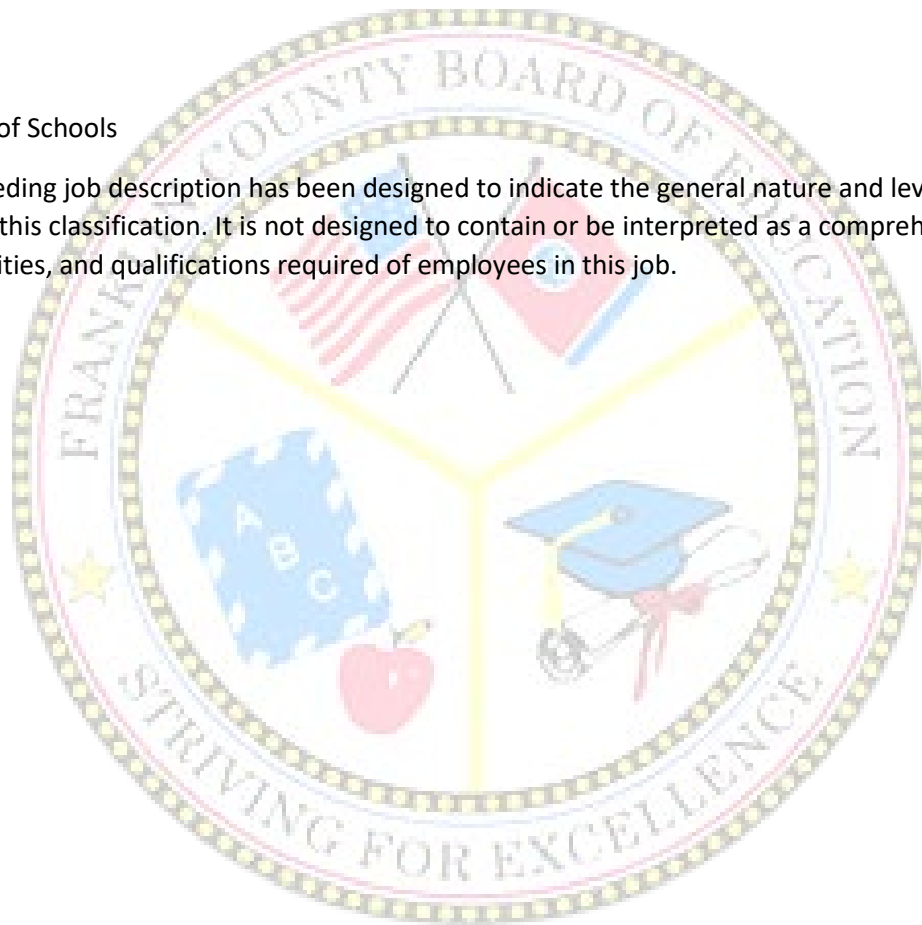 of Schools
eding job description has been designed to indicate the general nature and lev
this classification. It is not designed to contain or be interpreted as a compreh
ities, and qualifications required of employees in this job.
FRANKLIN COUNTY BOARD OF EDUCATION
A
B
C
STRIVING FOR EXCELLENCE